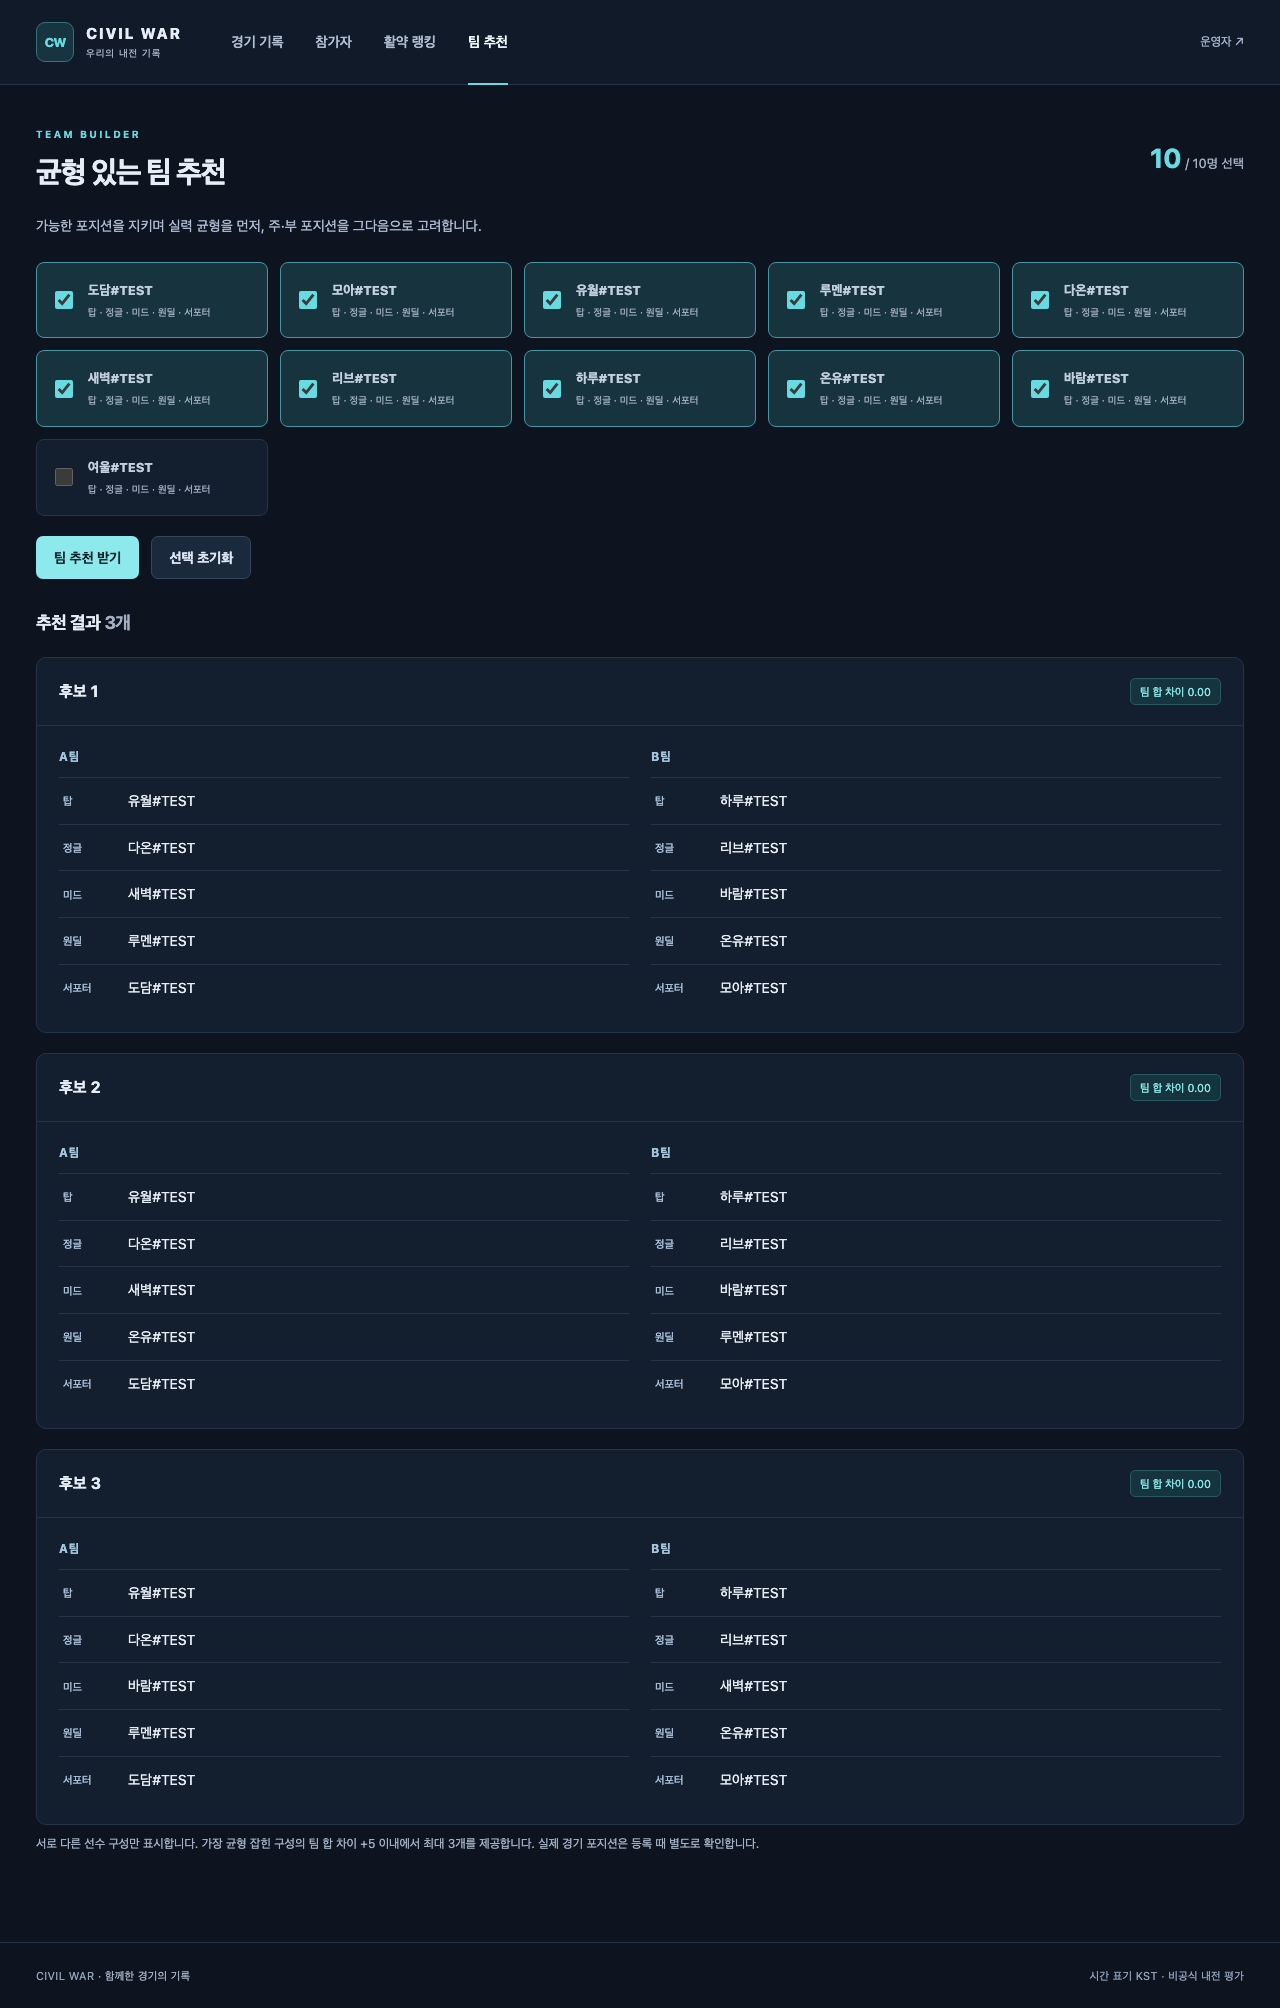 CW
CIVIL WAR
우리의 내전 기록
경기 기록
참가자
활약 랭킹
팀 추천
운영자 ↗
TEAM BUILDER
균형 있는 팀 추천
10 / 10명 선택
가능한 포지션을 지키며 실력 균형을 먼저, 주·부 포지션을 그다음으로 고려합니다.
도담#TEST
탑 · 정글 · 미드 · 원딜 · 서포터
모아#TEST
탑 · 정글 · 미드 · 원딜 · 서포터
유월#TEST
탑 · 정글 · 미드 · 원딜 · 서포터
루멘#TEST
탑 · 정글 · 미드 · 원딜 · 서포터
다온#TEST
탑 · 정글 · 미드 · 원딜 · 서포터
새벽#TEST
탑 · 정글 · 미드 · 원딜 · 서포터
리브#TEST
탑 · 정글 · 미드 · 원딜 · 서포터
하루#TEST
탑 · 정글 · 미드 · 원딜 · 서포터
온유#TEST
탑 · 정글 · 미드 · 원딜 · 서포터
바람#TEST
탑 · 정글 · 미드 · 원딜 · 서포터
여울#TEST
탑 · 정글 · 미드 · 원딜 · 서포터
팀 추천 받기
선택 초기화
추천 결과 3개
후보 1
팀 합 차이 0.00
A팀
탑 유월#TEST
정글 다온#TEST
미드 새벽#TEST
원딜 루멘#TEST
서포터 도담#TEST
B팀
탑 하루#TEST
정글 리브#TEST
미드 바람#TEST
원딜 온유#TEST
서포터 모아#TEST
후보 2
팀 합 차이 0.00
A팀
탑 유월#TEST
정글 다온#TEST
미드 새벽#TEST
원딜 온유#TEST
서포터 도담#TEST
B팀
탑 하루#TEST
정글 리브#TEST
미드 바람#TEST
원딜 루멘#TEST
서포터 모아#TEST
후보 3
팀 합 차이 0.00
A팀
탑 유월#TEST
정글 다온#TEST
미드 바람#TEST
원딜 루멘#TEST
서포터 도담#TEST
B팀
탑 하루#TEST
정글 리브#TEST
미드 새벽#TEST
원딜 온유#TEST
서포터 모아#TEST
서로 다른 선수 구성만 표시합니다. 가장 균형 잡힌 구성의 팀 합 차이 +5 이내에서 최대 3개를 제공합니다. 실제 경기 포지션은 등록 때 별도로 확인합니다.
CIVIL WAR · 함께한 경기의 기록
시간 표기 KST · 비공식 내전 평가